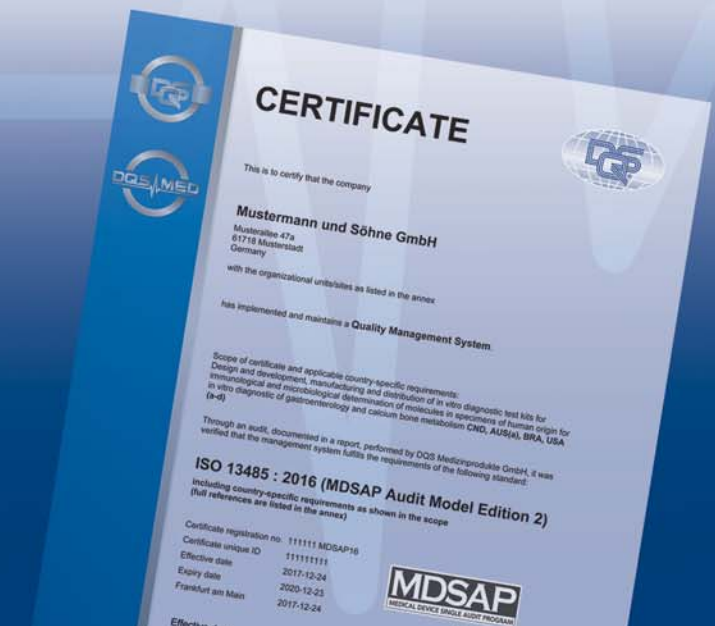 DQS
DQS
DQS MED
CERTIFICATE
This is to certify that the company
Mustermann und Söhne GmbH
Musterallee 47a
61718 Musterstadt
Germany
with the organizational units/sites as listed in the annex
has implemented and maintains a Quality Management System.
Scope of certificate and applicable country-specific requirements:
Design and development, manufacturing and distribution of in vitro diagnostic test kits for
immunological and microbiological determination of molecules in specimens of human origin for
in vitro diagnostic of gastroenterology and calcium bone metabolism CND, AUS(a), BRA, USA
(a-d)
Through an audit, documented in a report, performed by DQS Medizinprodukte GmbH, it was
verified that the management system fulfills the requirements of the following standard:
ISO 13485 : 2016 (MDSAP Audit Model Edition 2)
including country-specific requirements as shown in the scope
(full references are listed in the annex)
Certificate registration no. 111111 MDSAP16
Certificate unique ID 111111111
Effective date 2017-12-24
Expiry date 2020-12-23
Frankfurt am Main 2017-12-24
MDSAP
MEDICAL DEVICE SINGLE AUDIT PROGRAM